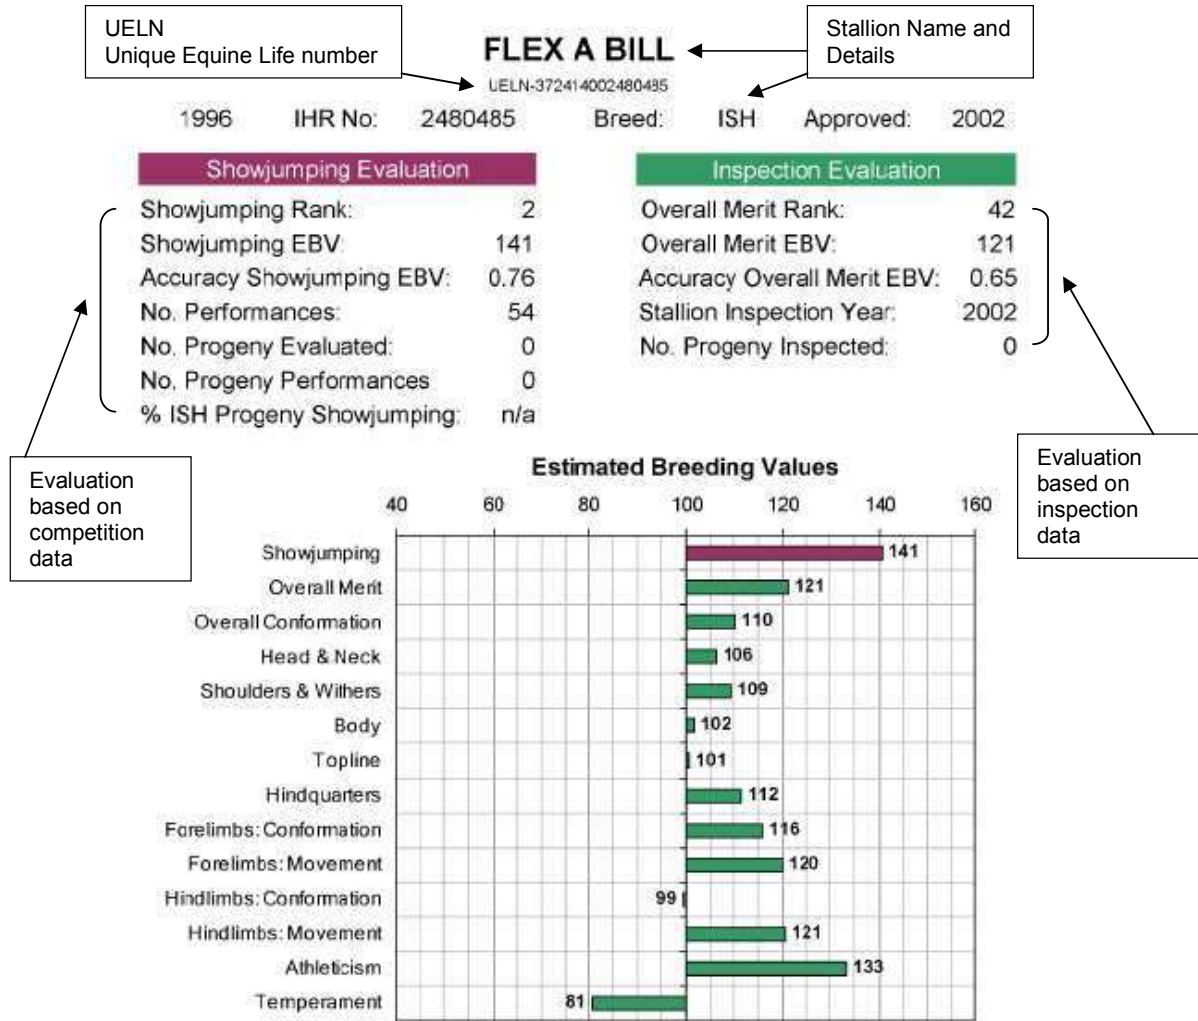 UELN
Unique Equine Life number
FLEX A BILL
UELN-372414002480485
Stallion Name and
Details
1996 IHR No: 2480485 Breed: ISH Approved: 2002
Showjumping Evaluation
Showjumping Rank: 2
Showjumping EBV: 141
Accuracy Showjumping EBV: 0.76
No. Performances: 54
No. Progeny Evaluated: 0
No. Progeny Performances 0
% ISH Progeny Showjumping: n/a
Inspection Evaluation
Overall Merit Rank: 42
Overall Merit EBV: 121
Accuracy Overall Merit EBV: 0.65
Stallion Inspection Year: 2002
No. Progeny Inspected: 0
Evaluation
based on
competition
data
Evaluation
based on
inspection
data
Estimated Breeding Values
40 60 80 100 120 140 160
Showjumping 141
Overall Merit 121
Overall Conformation 110
Head & Neck 106
Shoulders & Withers 109
Body 102
Topline 101
Hindquarters 112
Forelimbs: Conformation 116
Forelimbs: Movement 120
Hindlimbs: Conformation 99
Hindlimbs: Movement 121
Athleticism 133
Temperament 81